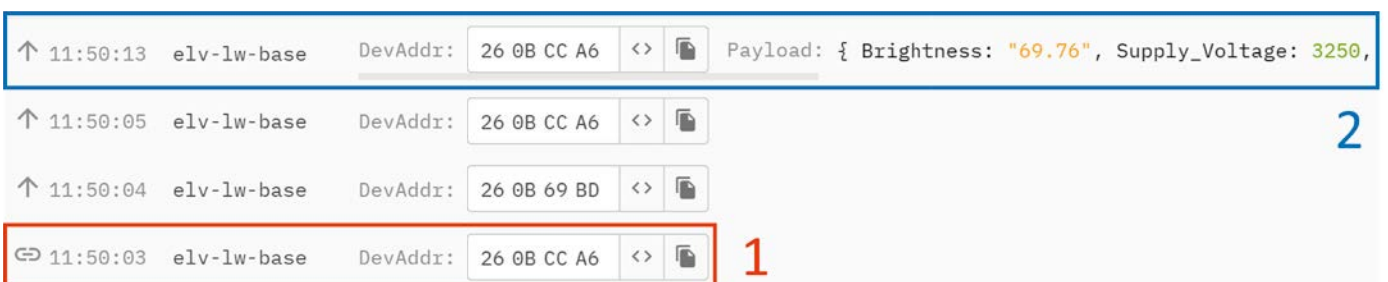 11:50:13 elv-lw-base DevAddr: 26 0B CC A6 <> Payload: { Brightness: "69.76", Supply_Voltage: 3250,
11:50:05 elv-lw-base DevAddr: 26 0B CC A6 <>
2
11:50:04 elv-lw-base DevAddr: 26 0B 69 BD <>
11:50:03 elv-lw-base DevAddr: 26 0B CC A6 <>
1